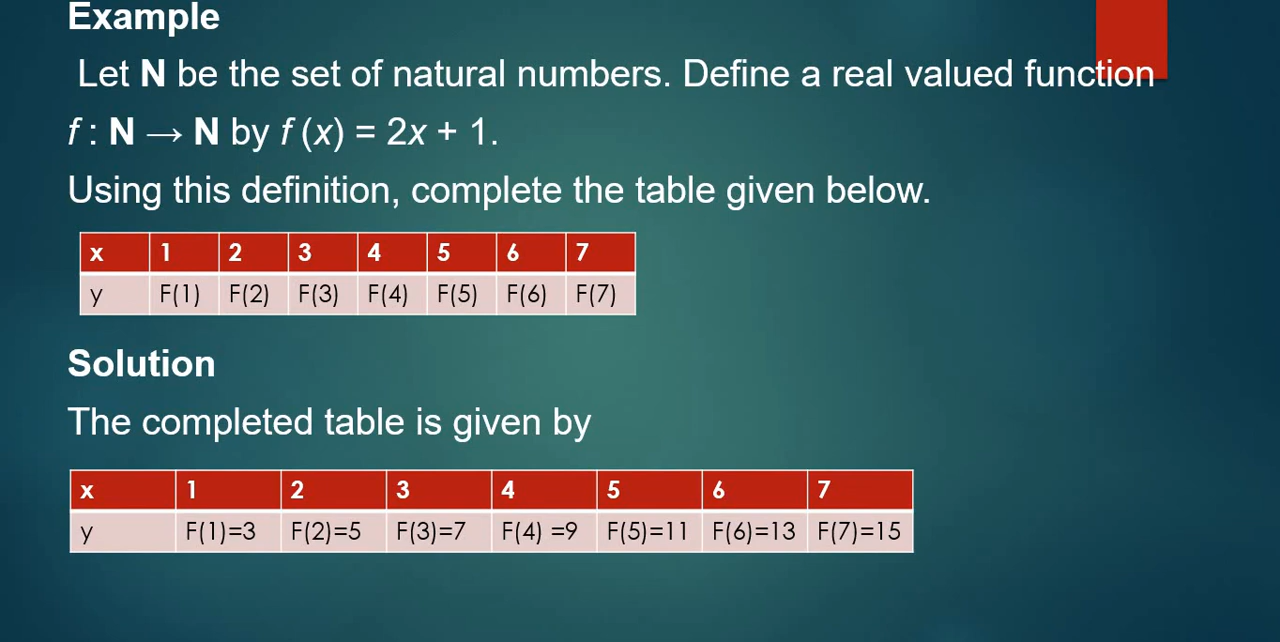 Example
Let N be the set of natural numbers. Define a real valued function
f : N → N by f (x) = 2x + 1.
Using this definition, complete the table given below.
x 1 2 3 4 5 6 7
y F(1) F(2) F(3) F(4) F(5) F(6) F(7)
Solution
The completed table is given by
x 1 2 3 4 5 6 7
y F(1)=3 F(2)=5 F(3)=7 F(4) =9 F(5)=11 F(6)=13 F(7)=15